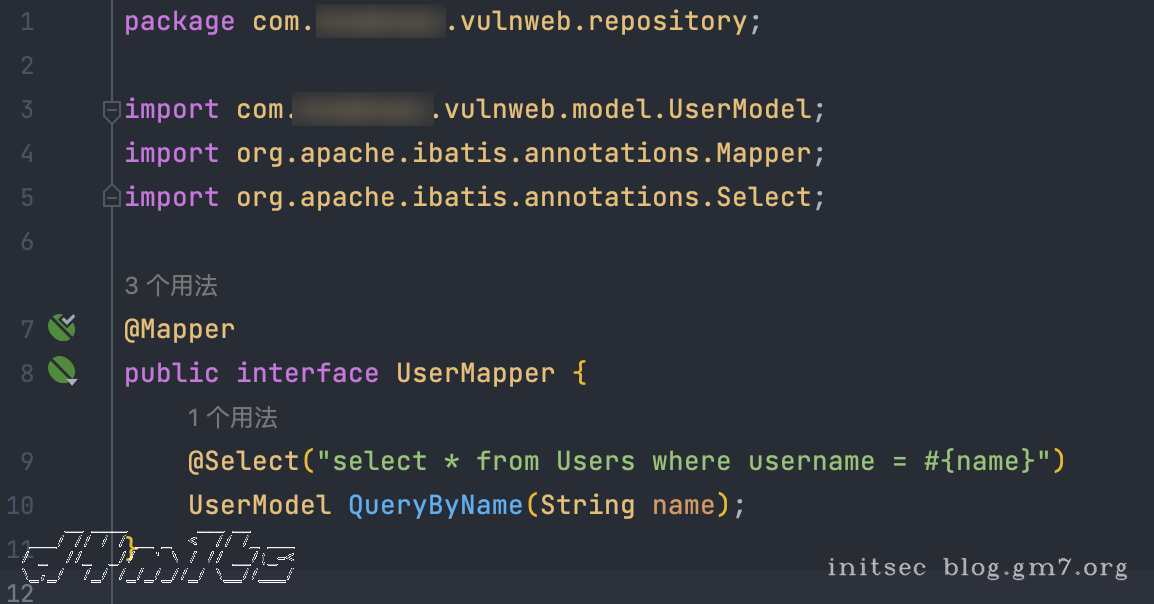 1 package com. .vulnweb.repository;
2
3 import com. .vulnweb.model.UserModel;
4 import org.apache.ibatis.annotations.Mapper;
5 import org.apache.ibatis.annotations.Select;
6
3 个用法
7 @Mapper
8 public interface UserMapper {
1 个用法
9 @Select("select * from Users where username = #{name}")
10 UserModel QueryByName(String name);
11 }
12
initsec blog.gm7.org